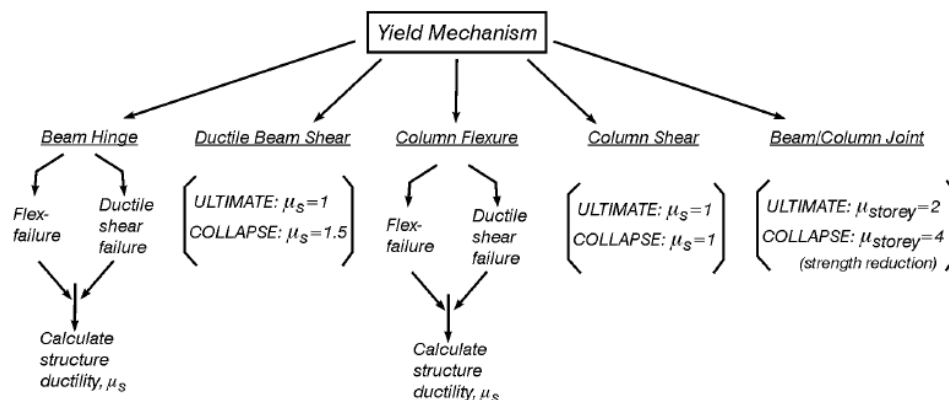 Yield Mechanism
Beam Hinge
Ductile Beam Shear
Column Flexure
Column Shear
Beam/Column Joint
Flex-
failure
Ductile
shear
failure
ULTIMATE: μs=1
COLLAPSE: μs=1.5
Flex-
failure
Ductile
shear
failure
ULTIMATE: μs=1
COLLAPSE: μs=1
ULTIMATE: μstorey=2
COLLAPSE: μstorey=4
(strength reduction)
Calculate
structure
ductility, μs
Calculate
structure
ductility, μs